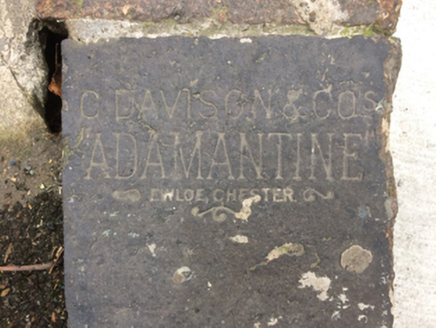 C. DAVISON & CO'S
"ADAMANTINE"
EWLOE, CHESTER